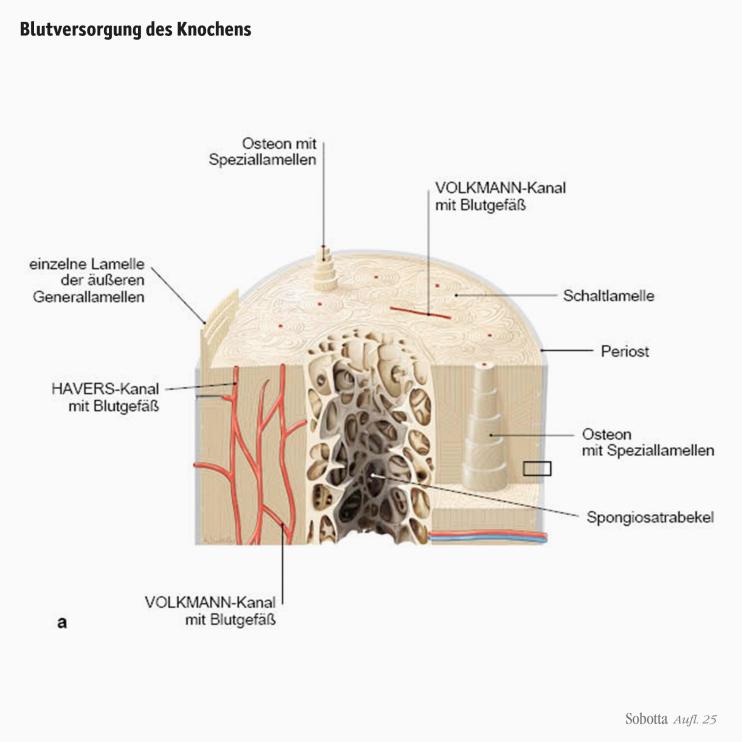 Blutversorgung des Knochens
Osteon mit
Speziallamellen
VOLKMANN-Kanal
mit Blutgefäß
einzelne Lamelle
der äußeren
Generallamellen
Schaltlamelle
Periost
HAVERS-Kanal
mit Blutgefäß
Osteon
mit Speziallamellen
Spongiosatrabekel
VOLKMANN-Kanal
mit Blutgefäß
a
Sobotta Aufl. 25